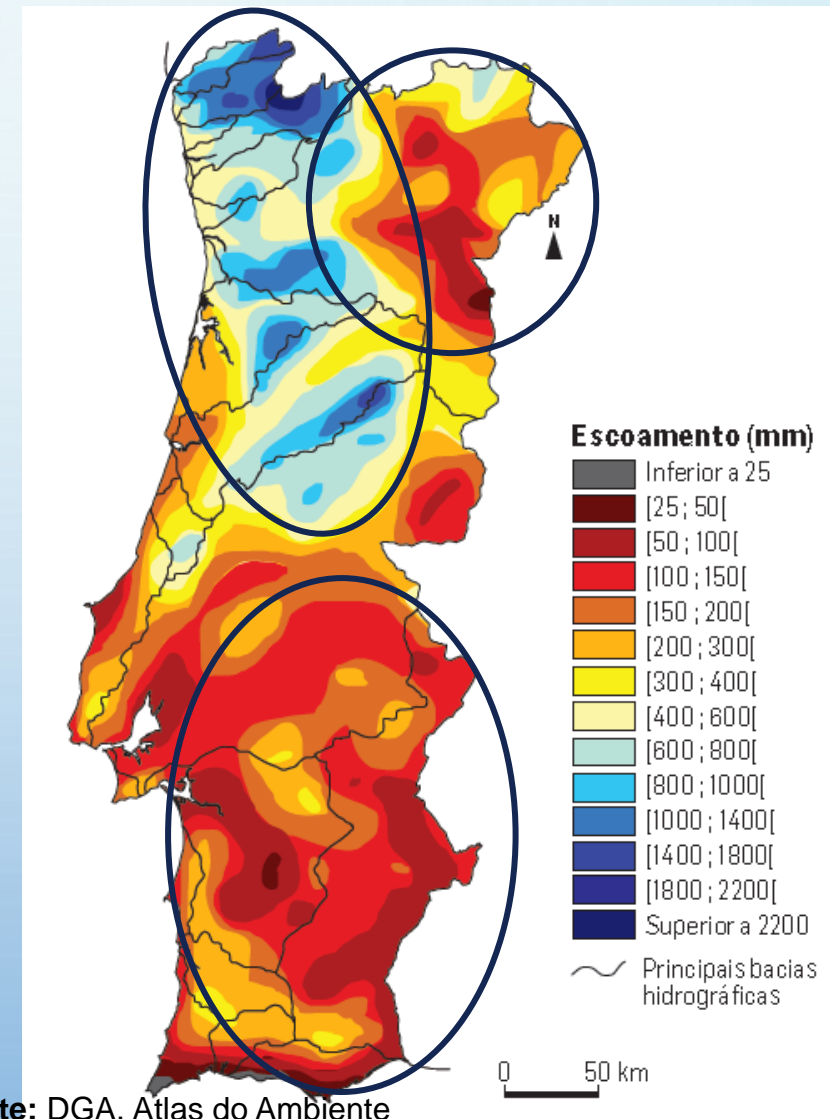 N
Escoamento (mm)
Inferior a 25
[25 ; 50[
[50 ; 100[
[100 ; 150[
[150 ; 200[
[200 ; 300[
[300 ; 400[
[400 ; 600[
[600 ; 800[
[800 ; 1000[
[1000 ; 1400[
[1400 ; 1800[
[1800 ; 2200[
Superior a 2200
Principais bacias
hidrográficas
0 50 km
te: DGA, Atlas do Ambiente